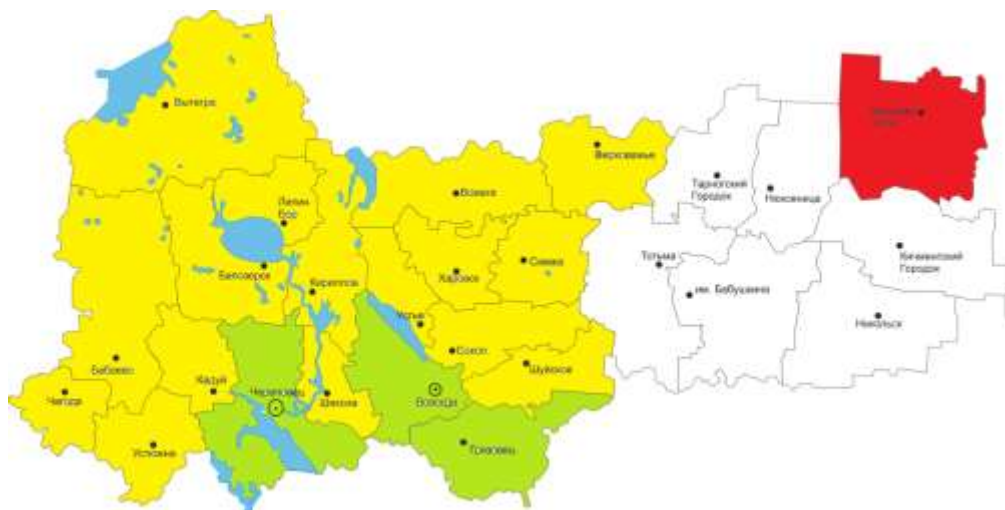 Вытегра
Верховажье
Вожега
Тарногский
Городок
Нюксеница
Липин
Бор
Белозерск
Кириллов
Харовск
Сямжа
Тотьма
Кичменгский
Городок
им. Бабушкина
Устье
Никольск
Сокол
Шуйское
Бабаево
Кадуй
Череповец
Шексна
Вологда
Чагода
Устюжна
Грязовец